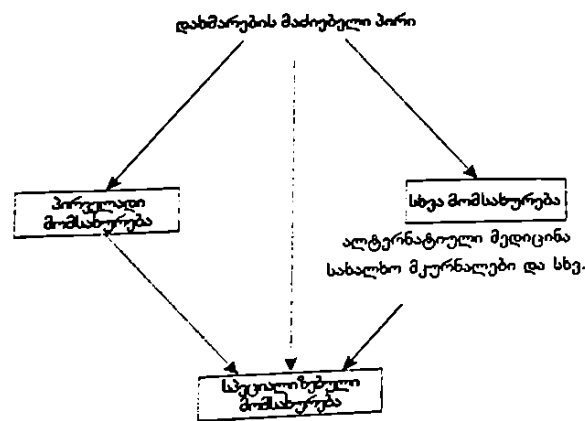 დახმარების მაძიებელი პირი
პირველადი
მომსახურება
სხვა მომსახურება
ალტერნატიული მედიცინა
სახალხო მკურნალები და სხვ.
სპეციალიზებული
მომსახურება